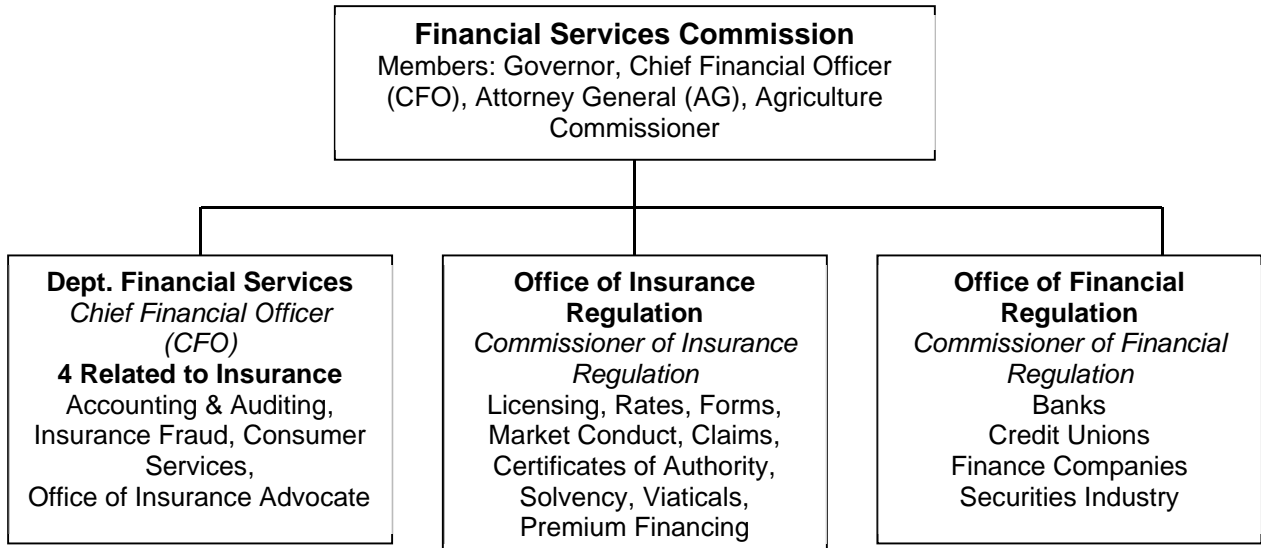 Financial Services Commission
Members: Governor, Chief Financial Officer
(CFO), Attorney General (AG), Agriculture
Commissioner
Dept. Financial Services
Chief Financial Officer
(CFO)
4 Related to Insurance
Accounting & Auditing,
Insurance Fraud, Consumer
Services,
Office of Insurance Advocate
Office of Insurance
Regulation
Commissioner of Insurance
Regulation
Licensing, Rates, Forms,
Market Conduct, Claims,
Certificates of Authority,
Solvency, Viaticals,
Premium Financing
Office of Financial
Regulation
Commissioner of Financial
Regulation
Banks
Credit Unions
Finance Companies
Securities Industry